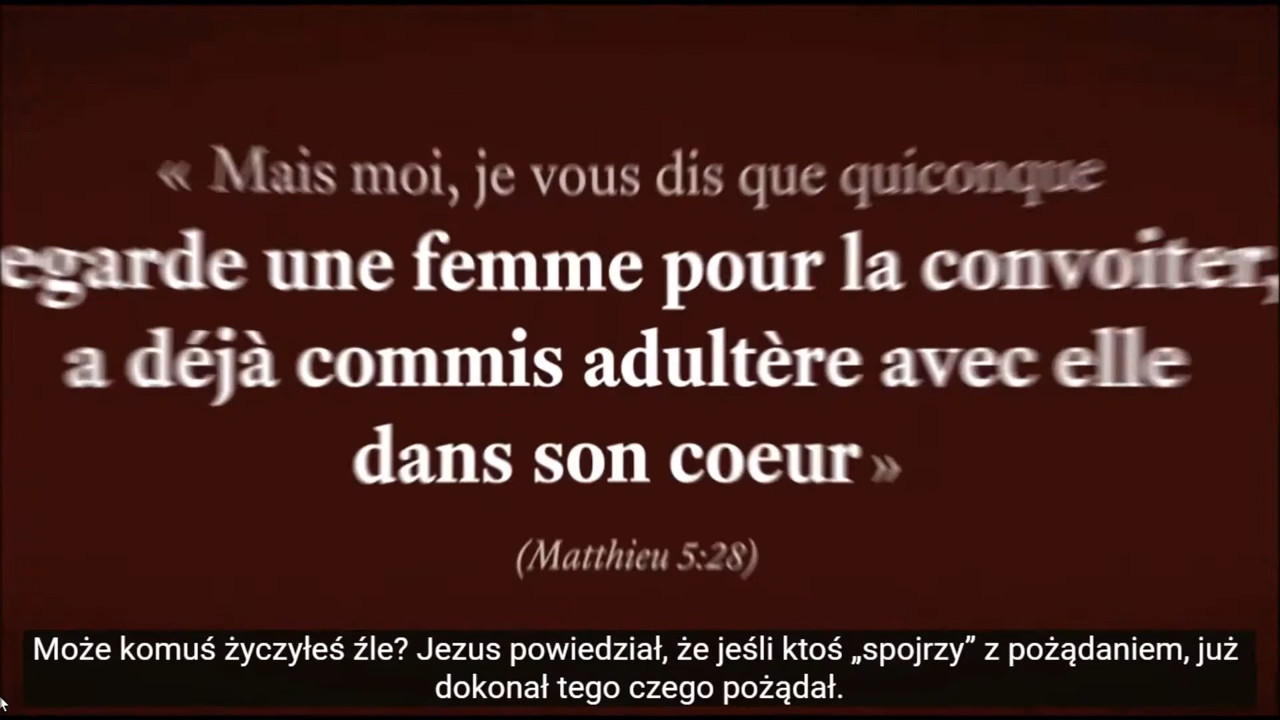 « Mais moi, je vous dis que quiconque
egarde une femme pour la convoiter,
a déjà commis adultère avec elle
dans son coeur »
(Matthieu 5:28)
Może komuś życzyłeś źle? Jezus powiedział, że jeśli ktoś „spojrzy” z pożądaniem, już
dokonał tego czego pożądał.